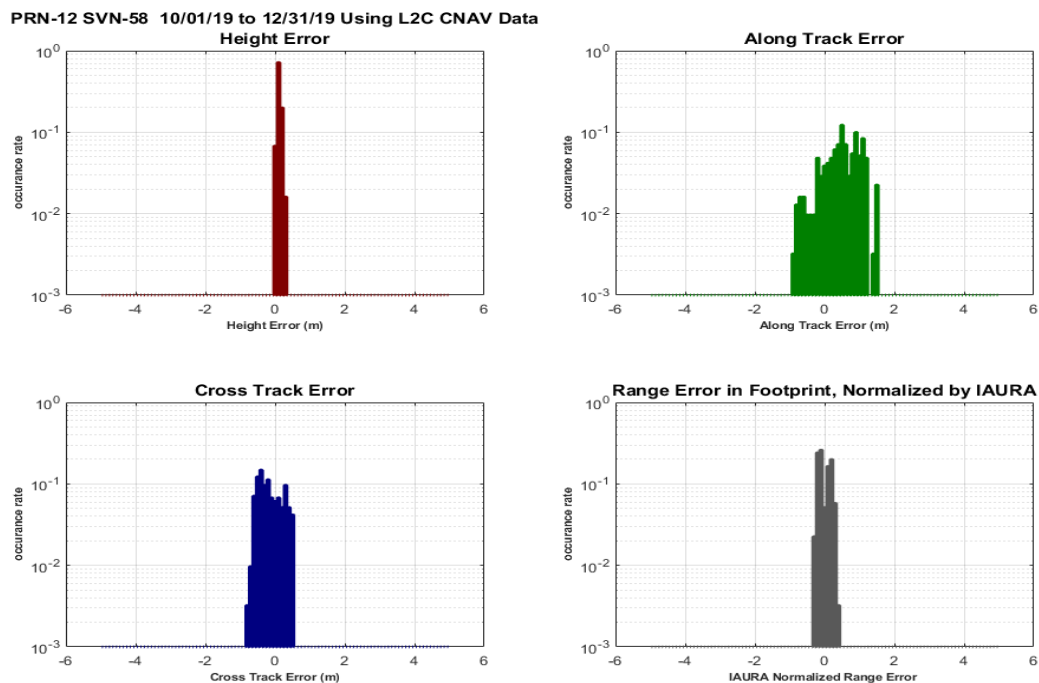 PRN-12 SVN-58 10/01/19 to 12/31/19 Using L2C CNAV Data
Height Error
10^0
10^-1
10^-2
10^-3
occurance rate
-6 -4 -2 0 2 4 6
Height Error (m)
Along Track Error
10^0
10^-1
10^-2
10^-3
occurance rate
-6 -4 -2 0 2 4 6
Along Track Error (m)
Cross Track Error
10^0
10^-1
10^-2
10^-3
occurance rate
-6 -4 -2 0 2 4 6
Cross Track Error (m)
Range Error in Footprint, Normalized by IAURA
10^0
10^-1
10^-2
10^-3
occurance rate
-6 -4 -2 0 2 4 6
IAURA Normalized Range Error